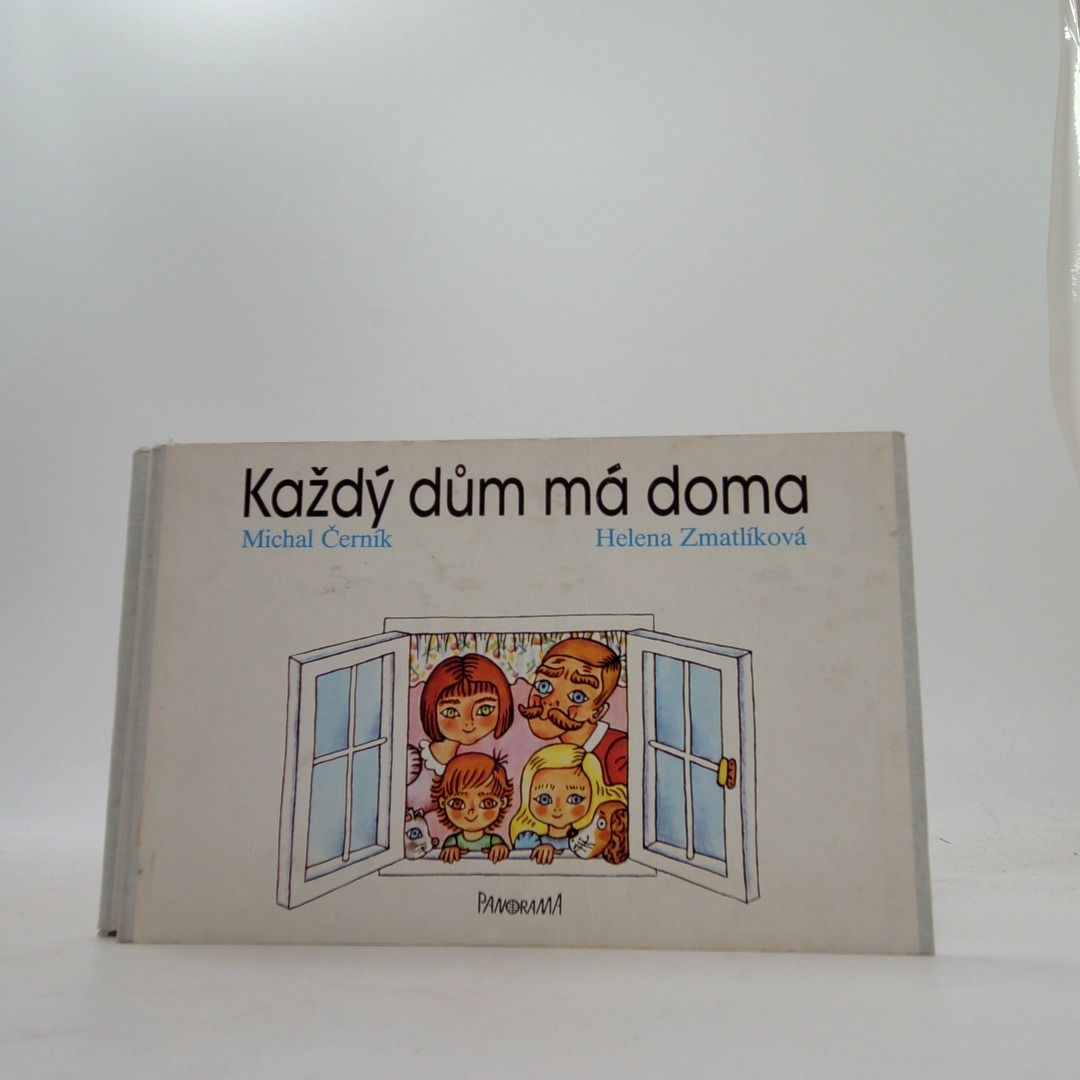 Každý dům má doma
Michal Černík Helena Zmatlíková
PANORAMA